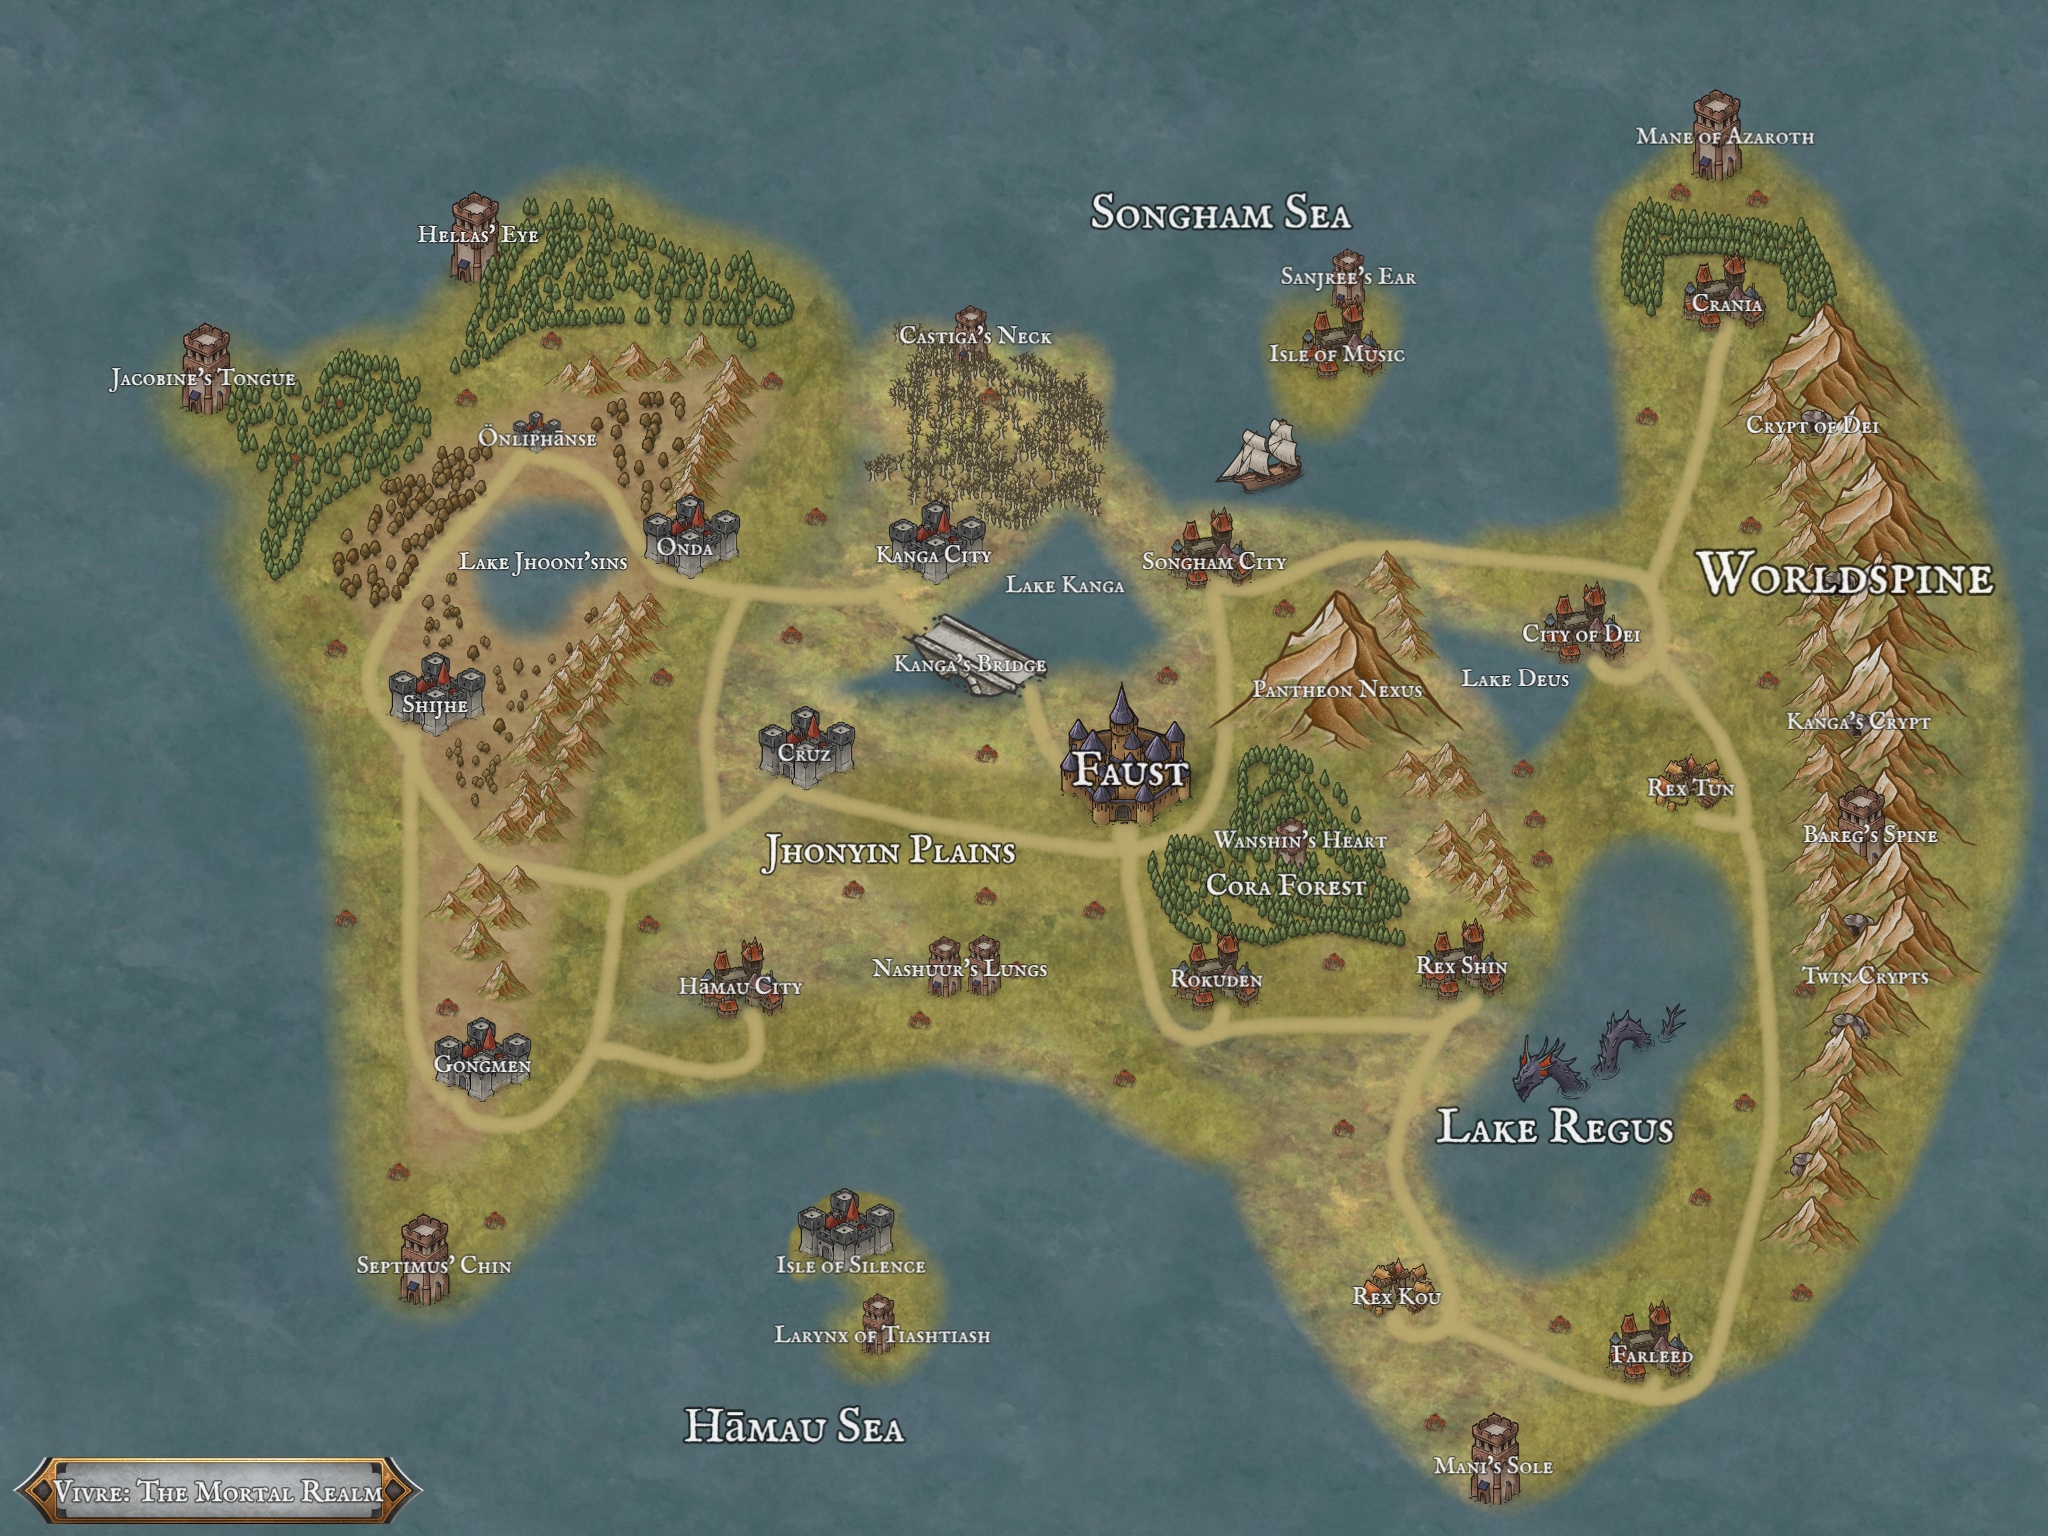 Mane of Azaroth
Songham Sea
Hellas' Eye
Sanjree's Ear
Crania
Castiga's Neck
Isle of Music
Jacobine's Tongue
Crypt of Dei
Önliphānse
Onda
Kanga City
Lake Jhooni'sins
Songham City
Lake Kanga
Worldspine
City of Dei
Kanga's Bridge
Lake Deus
Pantheon Nexus
Shijhe
Kanga's Crypt
Cruz
Faust
Rex Tun
Bareg's Spine
Wanshin's Heart
Jhonyin Plains
Cora Forest
Rex Shin
Nashuur's Lungs
Twin Crypts
Rokuden
Hāmau City
Gongmen
Lake Regus
Septimus' Chin
Isle of Silence
Rex Kou
Larynx of Tiashtiash
Farleed
Hāmau Sea
Mani's Sole
Vivre: The Mortal Realm